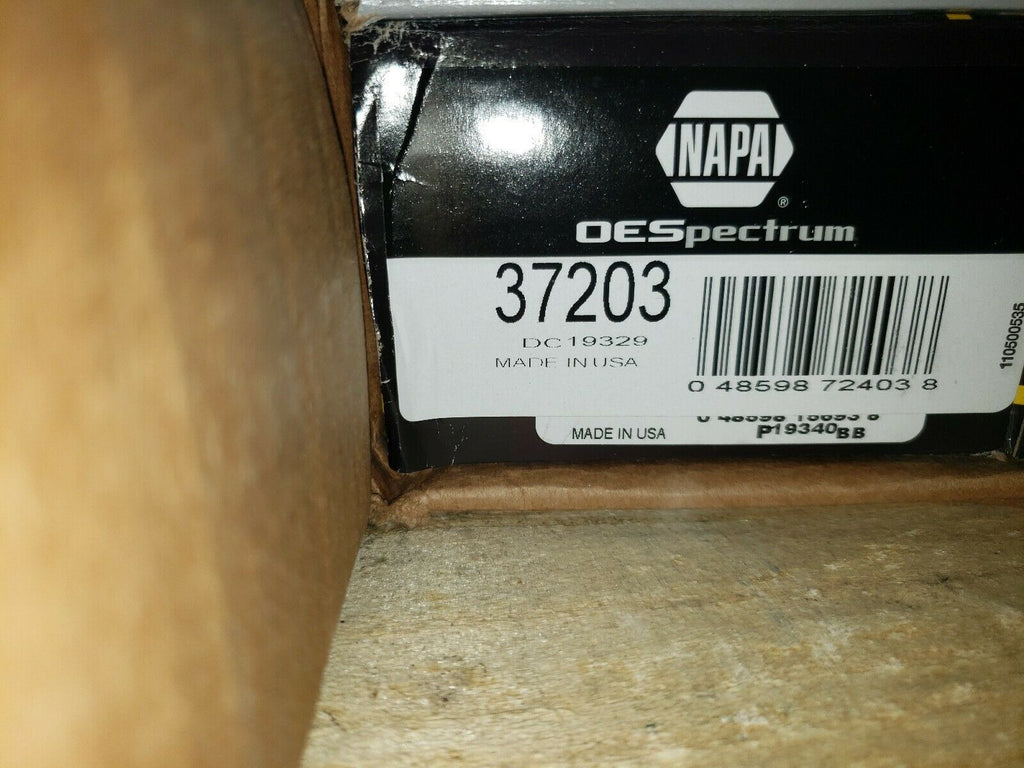 NAPA
®
OESpectrum
37203
DC19329
MADE IN USA
0 48598 72403 8
110500535
MADE IN USA
P19340BB